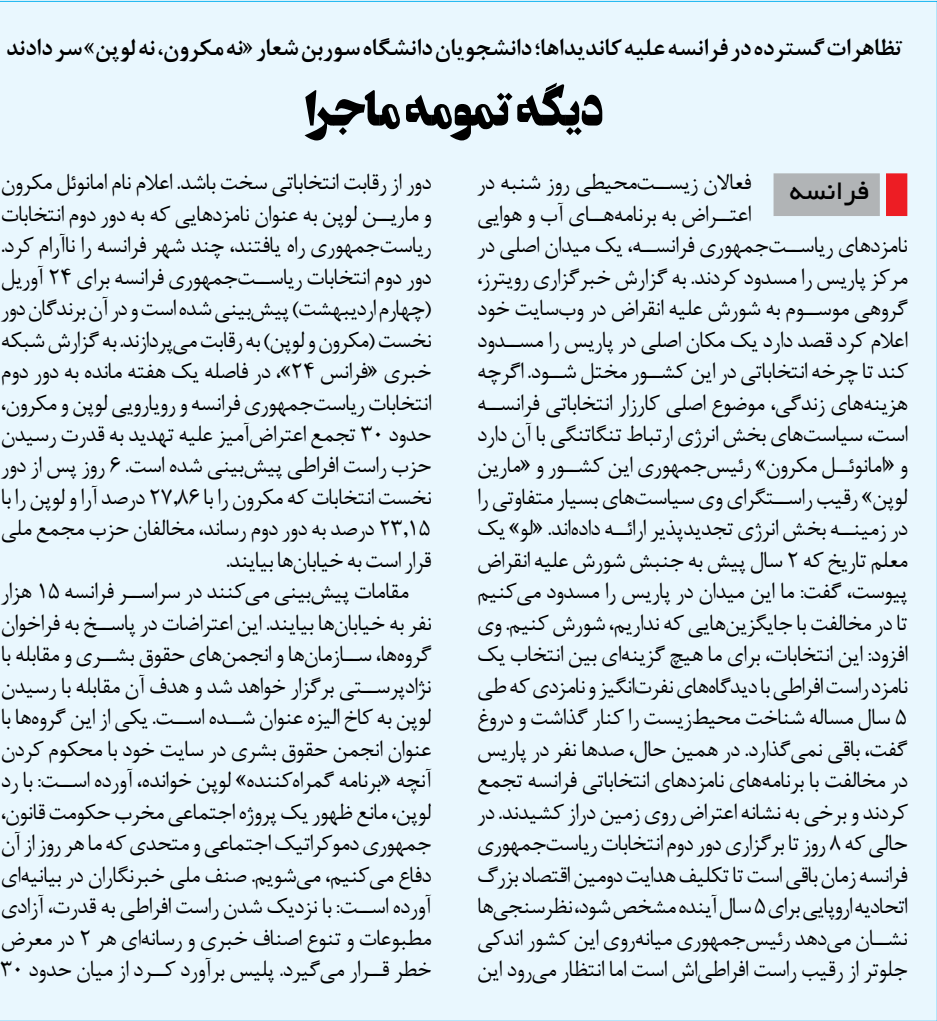 تظاهرات گسترده در فرانسه علیه کاندیداها؛ دانشجویان دانشگاه سوربن شعار «نه مکرون، نه لوپن» سر دادند
دیگه تمومه ماجرا
فرانسه
فعالان زیست‌محیطی روز شنبه در
اعتراض به برنامه‌های آب و هوایی
نامزدهای ریاست‌جمهوری فرانسه، یک میدان اصلی در
مرکز پاریس را مسدود کردند. به گزارش خبرگزاری رویترز،
گروهی موسوم به شورش علیه انقراض در وب‌سایت خود
اعلام کرد قصد دارد یک مکان اصلی در پاریس را مسدود
کند تا چرخه انتخاباتی در این کشور مختل شود. اگرچه
هزینه‌های زندگی، موضوع اصلی کارزار انتخاباتی فرانسه
است، سیاست‌های بخش انرژی ارتباط تنگاتنگی با آن دارد
و «امانوئل مکرون» رئیس‌جمهوری این کشور و «مارین
لوپن» رقیب راستگرای وی سیاست‌های بسیار متفاوتی را
در زمینه بخش انرژی تجدیدپذیر ارائه داده‌اند. «لو» یک
معلم تاریخ که ۲ سال پیش به جنبش شورش علیه انقراض
پیوست، گفت: ما این میدان در پاریس را مسدود می‌کنیم
تا در مخالفت با جایگزین‌هایی که نداریم، شورش کنیم. وی
افزود: این انتخابات، برای ما هیچ گزینه‌ای بین انتخاب یک
نامزد راست افراطی با دیدگاه‌های نفرت‌انگیز و نامزدی که طی
۵ سال مساله شناخت محیط‌زیست را کنار گذاشت و دروغ
گفت، باقی نمی‌گذارد. در همین حال، صدها نفر در پاریس
در مخالفت با برنامه‌های نامزدهای انتخاباتی فرانسه تجمع
کردند و برخی به نشانه اعتراض روی زمین دراز کشیدند. در
حالی که ۸ روز تا برگزاری دور دوم انتخابات ریاست‌جمهوری
فرانسه زمان باقی است تا تکلیف هدایت دومین اقتصاد بزرگ
اتحادیه اروپایی برای ۵ سال آینده مشخص شود، نظرسنجی‌ها
نشان می‌دهد رئیس‌جمهوری میانه‌روی این کشور اندکی
جلوتر از رقیب راست افراطی‌اش است اما انتظار می‌رود این
دور از رقابت انتخاباتی سخت باشد. اعلام نام امانوئل مکرون
و مارین لوپن به عنوان نامزدهایی که به دور دوم انتخابات
ریاست‌جمهوری راه یافتند، چند شهر فرانسه را ناآرام کرد.
دور دوم انتخابات ریاست‌جمهوری فرانسه برای ۲۴ آوریل
(چهارم اردیبهشت) پیش‌بینی شده است و در آن برندگان دور
نخست (مکرون و لوپن) به رقابت می‌پردازند. به گزارش شبکه
خبری «فرانس ۲۴»، در فاصله یک هفته مانده به دور دوم
انتخابات ریاست‌جمهوری فرانسه و رویارویی لوپن و مکرون،
حدود ۳۰ تجمع اعتراض‌آمیز علیه تهدید به قدرت رسیدن
حزب راست افراطی پیش‌بینی شده است. ۶ روز پس از دور
نخست انتخابات که مکرون را با ۲۷٫۸۶ درصد آرا و لوپن را با
۲۳٫۱۵ درصد به دور دوم رساند، مخالفان حزب مجمع ملی
قرار است به خیابان‌ها بیایند.
مقامات پیش‌بینی می‌کنند در سراسر فرانسه ۱۵ هزار
نفر به خیابان‌ها بیایند. این اعتراضات در پاسخ به فراخوان
گروه‌ها، سازمان‌ها و انجمن‌های حقوق بشری و مقابله با
نژادپرستی برگزار خواهد شد و هدف آن مقابله با رسیدن
لوپن به کاخ الیزه عنوان شده است. یکی از این گروه‌ها با
عنوان انجمن حقوق بشری در سایت خود با محکوم کردن
آنچه «برنامه گمراه‌کننده» لوپن خوانده، آورده است: با رد
لوپن، مانع ظهور یک پروژه اجتماعی مخرب حکومت قانون،
جمهوری دموکراتیک اجتماعی و متحدی که ما هر روز از آن
دفاع می‌کنیم، می‌شویم. صنف ملی خبرنگاران در بیانیه‌ای
آورده است: با نزدیک شدن راست افراطی به قدرت، آزادی
مطبوعات و تنوع اصناف خبری و رسانه‌ای هر ۲ در معرض
خطر قرار می‌گیرد. پلیس برآورد کرد از میان حدود ۳۰